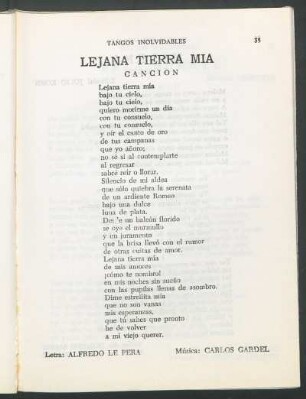 TANGOS INOLVIDABLES 35
LEJANA TIERRA MIA
CANCION
Lejana tierra mía
bajo tu cielo,
bajo tu cielo,
quiero morirme un día
con tu consuelo,
con tu consuelo,
y oír el canto de oro
de tus campanas
que yo añoro;
no sé si al contemplarte
al regresar
sabré reír o llorar.
Silencio de mi aldea
que sólo quiebra la serenata
de un ardiente Romeo
bajo una dulce
luna de plata.
De un balcón florido
se oye el murmullo
y un juramento
que la brisa llevó con el rumor
de otras cuitas de amor.
Lejana tierra mía
de mis amores
¡cómo te nombro!
en mis noches sin sueño
con las pupilas llenas de asombro.
Dime estrellita mía
que no son vanas
mis esperanzas,
que tú sabes que pronto
he de volver
a mi viejo querer.
Letra: ALFREDO LE PERA Música: CARLOS GARDEL